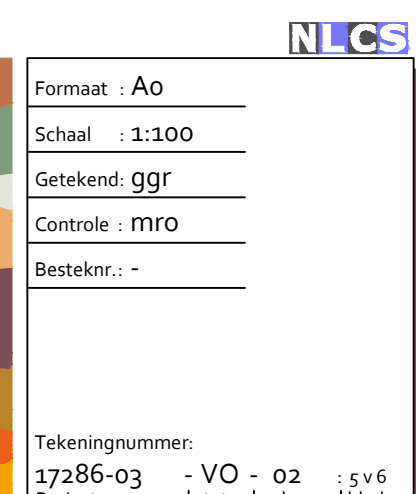 NLCS
Formaat : A0
Schaal : 1:100
Getekend: ggr
Controle : mro
Besteknr.: -
Tekeningnummer:
17286-03 - VO - 02 : 5 v 6